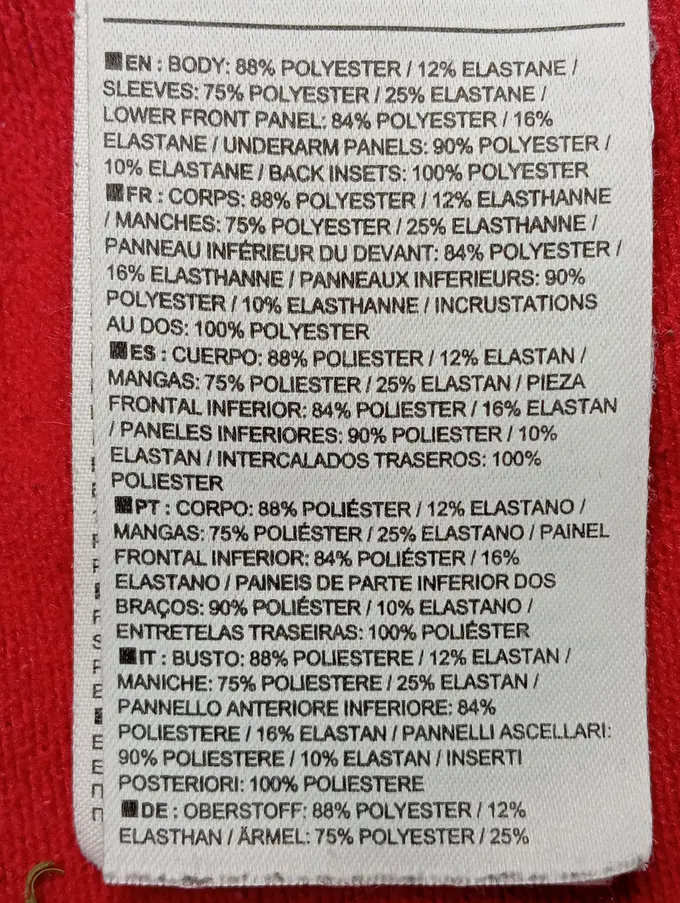 EN : BODY: 88% POLYESTER / 12% ELASTANE /
SLEEVES: 75% POLYESTER / 25% ELASTANE /
LOWER FRONT PANEL: 84% POLYESTER / 16%
ELASTANE / UNDERARM PANELS: 90% POLYESTER /
10% ELASTANE / BACK INSETS: 100% POLYESTER
FR : CORPS: 88% POLYESTER / 12% ELASTHANNE
/ MANCHES: 75% POLYESTER / 25% ELASTHANNE /
PANNEAU INFÉRIEUR DU DEVANT: 84% POLYESTER /
16% ELASTHANNE / PANNEAUX INFERIEURS: 90%
POLYESTER / 10% ELASTHANNE / INCRUSTATIONS
AU DOS: 100% POLYESTER
ES : CUERPO: 88% POLIÉSTER / 12% ELASTAN /
MANGAS: 75% POLIESTER / 25% ELASTAN / PIEZA
FRONTAL INFERIOR: 84% POLIÉSTER / 16% ELASTAN
/ PANELES INFERIORES: 90% POLIÉSTER / 10%
ELASTAN / INTERCALADOS TRASEROS: 100%
POLIESTER
PT : CORPO: 88% POLIÉSTER / 12% ELASTANO /
MANGAS: 75% POLIÉSTER / 25% ELASTANO / PAINEL
FRONTAL INFERIOR: 84% POLIÉSTER / 16%
ELASTANO / PAINEIS DE PARTE INFERIOR DOS
BRAÇOS: 90% POLIÉSTER / 10% ELASTANO /
ENTRETELAS TRASEIRAS: 100% POLIÉSTER
IT : BUSTO: 88% POLIESTERE / 12% ELASTAN /
MANICHE: 75% POLIESTERE / 25% ELASTAN /
PANNELLO ANTERIORE INFERIORE: 84%
POLIESTERE / 16% ELASTAN / PANNELLI ASCELLARI:
90% POLIESTERE / 10% ELASTAN / INSERTI
POSTERIORI: 100% POLIESTERE
DE : OBERSTOFF: 88% POLYESTER / 12%
ELASTHAN / ÄRMEL: 75% POLYESTER / 25%